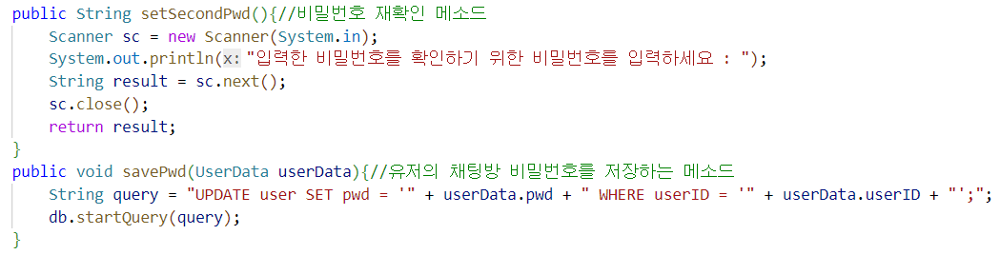 public String setSecondPwd(){//비밀번호 재확인 메소드
    Scanner sc = new Scanner(System.in);
    System.out.println(x: "입력한 비밀번호를 확인하기 위한 비밀번호를 입력하세요 : ");
    String result = sc.next();
    sc.close();
    return result;
}
public void savePwd(UserData userData){//유저의 채팅방 비밀번호를 저장하는 메소드
    String query = "UPDATE user SET pwd = '" + userData.pwd + " WHERE userID = '" + userData.userID + "';";
    db.startQuery(query);
}